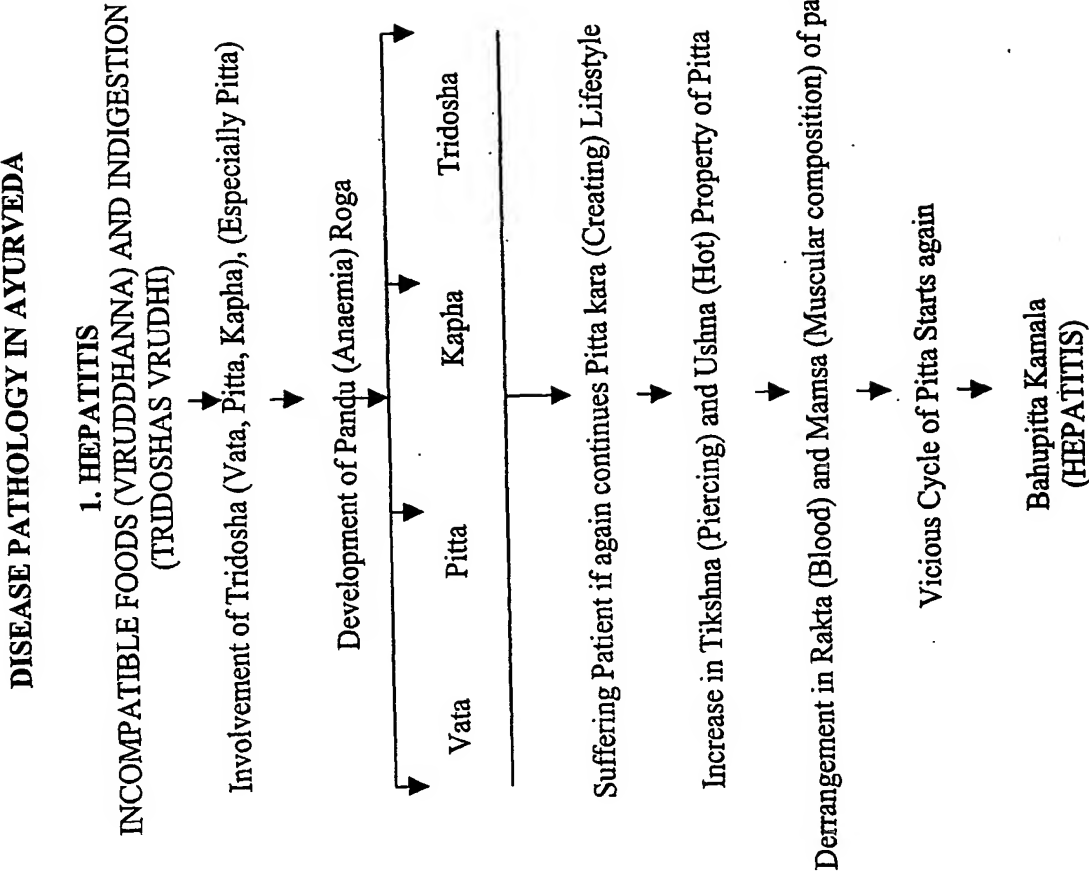 DISEASE PATHOLOGY IN AYURVEDA
1. HEPATITIS
INCOMPATIBLE FOODS (VIRUDDHANNA) AND INDIGESTION
(TRIDOSHAS VRUDHI)
Involvement of Tridosha (Vata, Pitta, Kapha), (Especially Pitta)
Development of Pandu (Anaemia) Roga
Vata Pitta Kapha Tridosha
Suffering Patient if again continues Pitta kara (Creating) Lifestyle
Increase in Tikshna (Piercing) and Ushna (Hot) Property of Pitta
Derrangement in Rakta (Blood) and Mamsa (Muscular composition) of pa
Vicious Cycle of Pitta Starts again
Bahupitta Kamala
(HEPATITIS)